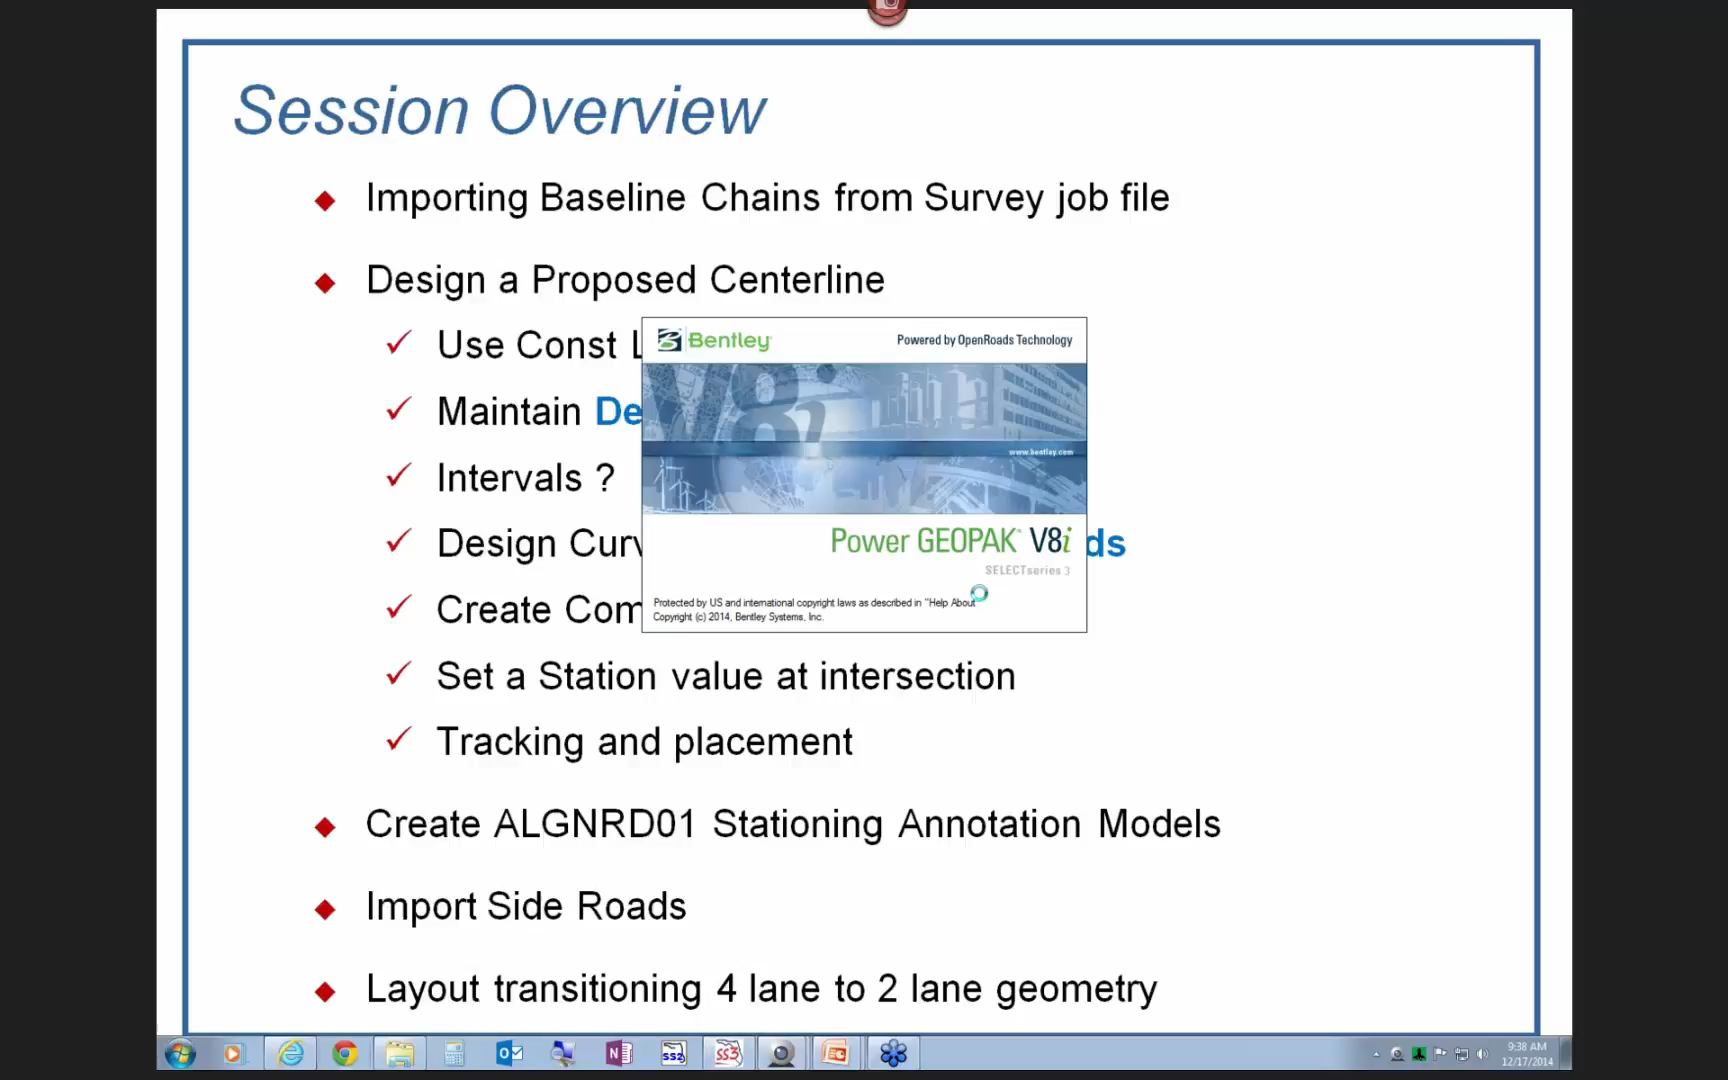 Session Overview
Importing Baseline Chains from Survey job file
Design a Proposed Centerline
Use Const
Maintain De
Intervals ?
Design Curv
ds
Create Com
Set a Station value at intersection
Tracking and placement
Create ALGNRD01 Stationing Annotation Models
Import Side Roads
Layout transitioning 4 lane to 2 lane geometry
Bentley
Powered by OpenRoads Technology
V8i
www.bentley.com
Power GEOPAK V8i
SELECTseries 3
Protected by US and international copyright laws as described in "Help About
Copyright (c) 2014, Bentley Systems, Inc.
SS2
SS3
9:38 AM
12/17/2014